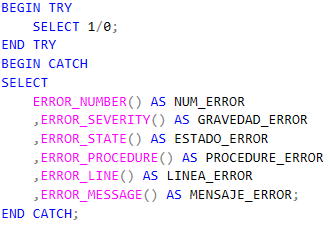 BEGIN TRY
SELECT 1/0;
END TRY
BEGIN CATCH
SELECT
ERROR_NUMBER() AS NUM_ERROR
,ERROR_SEVERITY() AS GRAVEDAD_ERROR
,ERROR_STATE() AS ESTADO_ERROR
,ERROR_PROCEDURE() AS PROCEDURE_ERROR
,ERROR_LINE() AS LINEA_ERROR
,ERROR_MESSAGE() AS MENSAJE_ERROR;
END CATCH;